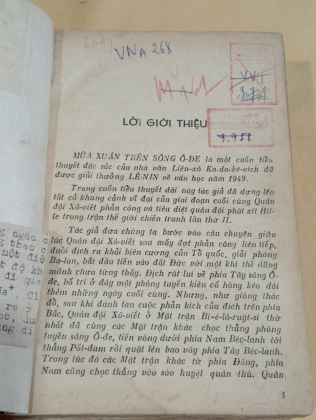 VNA 268
LỜI GIỚI THIỆU
MÙA XUÂN TRÊN SÔNG Ô-ĐE là một cuốn tiểu
thuyết đặc sắc của nhà văn Liên-xô Ka-da-kê-vich đã
được giải thưởng LÊ-NIN về văn học năm 1949.
Trong cuốn tiểu thuyết dài này tác giả đã dựng lên
tất cả khung cảnh vĩ đại của giai đoạn cuối cùng Quân
đội Xô-viết phản công và tiêu diệt quân đội phát xít Hit-
le trong trận thế giới chiến tranh lần thứ II.
Tác giả đưa chúng ta bước vào câu chuyện giữa
lúc Quân đội Xô-viết sau mấy đợt phản công liên tiếp,
đuổi địch ra khỏi biên cương của Tổ quốc, giải phóng
Ba-lan, bắt đầu tiến vào đất Đức với một khí thế dũng
mãnh chưa từng thấy. Địch rút lui về phía Tây sông Ô-
đe, bố trí ở đây một phòng tuyến kiên cố hòng kéo dài
thêm những ngày cuối cùng. Nhưng, như giông thác
đổ, sau khi đánh tan cuộc phản kích của địch trên phía
Bắc, Quân đội Xô-viết ở Mặt trận Bi-ê-lô-ruýt-si thứ
nhất đã cùng các Mặt trận khác chọc thẳng phòng
tuyến sông Ô-đe, tiến vòng dưới phía Nam Béc-lanh tới
thẳng Pốt-đam rồi quặt lên bao vây phía Tây Béc-lanh.
Trong lúc đó các Mặt trận khác từ phía Đông, phía
Nam cũng chọc thẳng vào sào huyệt quân thù. Quân
3